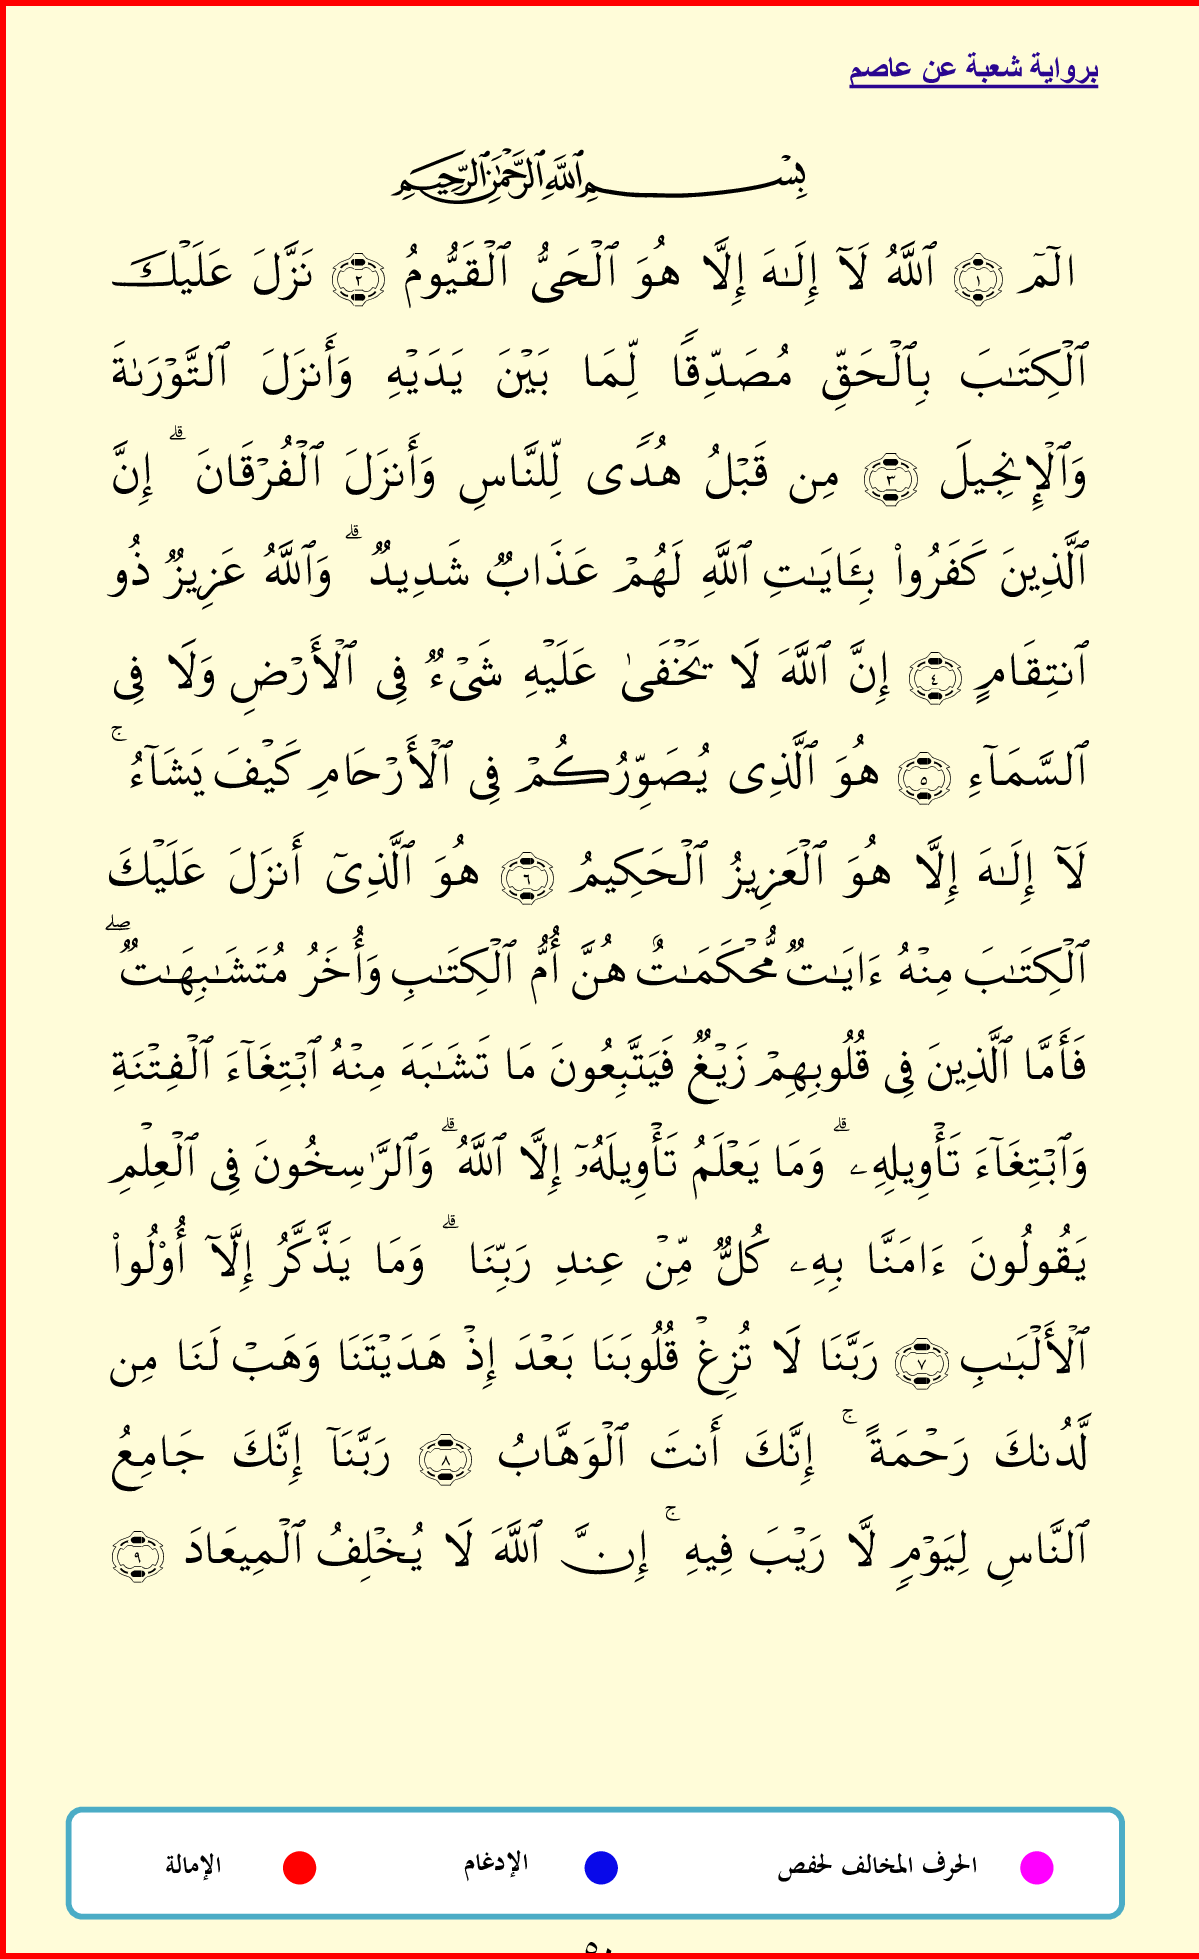 برواية شعبة عن عاصم
بِسْمِ ٱللَّهِ ٱلرَّحْمَٰنِ ٱلرَّحِيمِ
الٓمٓ ١ ٱللَّهُ لَآ إِلَٰهَ إِلَّا هُوَ ٱلْحَىُّ ٱلْقَيُّومُ ٢ نَزَّلَ عَلَيْكَ
ٱلْكِتَٰبَ بِٱلْحَقِّ مُصَدِّقًا لِّمَا بَيْنَ يَدَيْهِ وَأَنزَلَ ٱلتَّوْرَىٰةَ
وَٱلْإِنجِيلَ ٣ مِن قَبْلُ هُدًى لِّلنَّاسِ وَأَنزَلَ ٱلْفُرْقَانَ ۗ إِنَّ
ٱلَّذِينَ كَفَرُوا۟ بِـَٔايَٰتِ ٱللَّهِ لَهُمْ عَذَابٌ شَدِيدٌ ۗ وَٱللَّهُ عَزِيزٌ ذُو
ٱنتِقَامٍ ٤ إِنَّ ٱللَّهَ لَا يَخْفَىٰ عَلَيْهِ شَىْءٌ فِى ٱلْأَرْضِ وَلَا فِى
ٱلسَّمَآءِ ٥ هُوَ ٱلَّذِى يُصَوِّرُكُمْ فِى ٱلْأَرْحَامِ كَيْفَ يَشَآءُ ۚ
لَآ إِلَٰهَ إِلَّا هُوَ ٱلْعَزِيزُ ٱلْحَكِيمُ ٦ هُوَ ٱلَّذِىٓ أَنزَلَ عَلَيْكَ
ٱلْكِتَٰبَ مِنْهُ ءَايَٰتٌ مُّحْكَمَٰتٌ هُنَّ أُمُّ ٱلْكِتَٰبِ وَأُخَرُ مُتَشَٰبِهَٰتٌ ۖ
فَأَمَّا ٱلَّذِينَ فِى قُلُوبِهِمْ زَيْغٌ فَيَتَّبِعُونَ مَا تَشَٰبَهَ مِنْهُ ٱبْتِغَآءَ ٱلْفِتْنَةِ
وَٱبْتِغَآءَ تَأْوِيلِهِۦ ۗ وَمَا يَعْلَمُ تَأْوِيلَهُۥٓ إِلَّا ٱللَّهُ ۗ وَٱلرَّٰسِخُونَ فِى ٱلْعِلْمِ
يَقُولُونَ ءَامَنَّا بِهِۦ كُلٌّ مِّنْ عِندِ رَبِّنَا ۗ وَمَا يَذَّكَّرُ إِلَّآ أُو۟لُوا۟
ٱلْأَلْبَٰبِ ٧ رَبَّنَا لَا تُزِغْ قُلُوبَنَا بَعْدَ إِذْ هَدَيْتَنَا وَهَبْ لَنَا مِن
لَّدُنكَ رَحْمَةً ۚ إِنَّكَ أَنتَ ٱلْوَهَّابُ ٨ رَبَّنَآ إِنَّكَ جَامِعُ
ٱلنَّاسِ لِيَوْمٍ لَّا رَيْبَ فِيهِ ۚ إِنَّ ٱللَّهَ لَا يُخْلِفُ ٱلْمِيعَادَ ٩
الحرف المخالف لحفص الإدغام الإمالة
٥٠